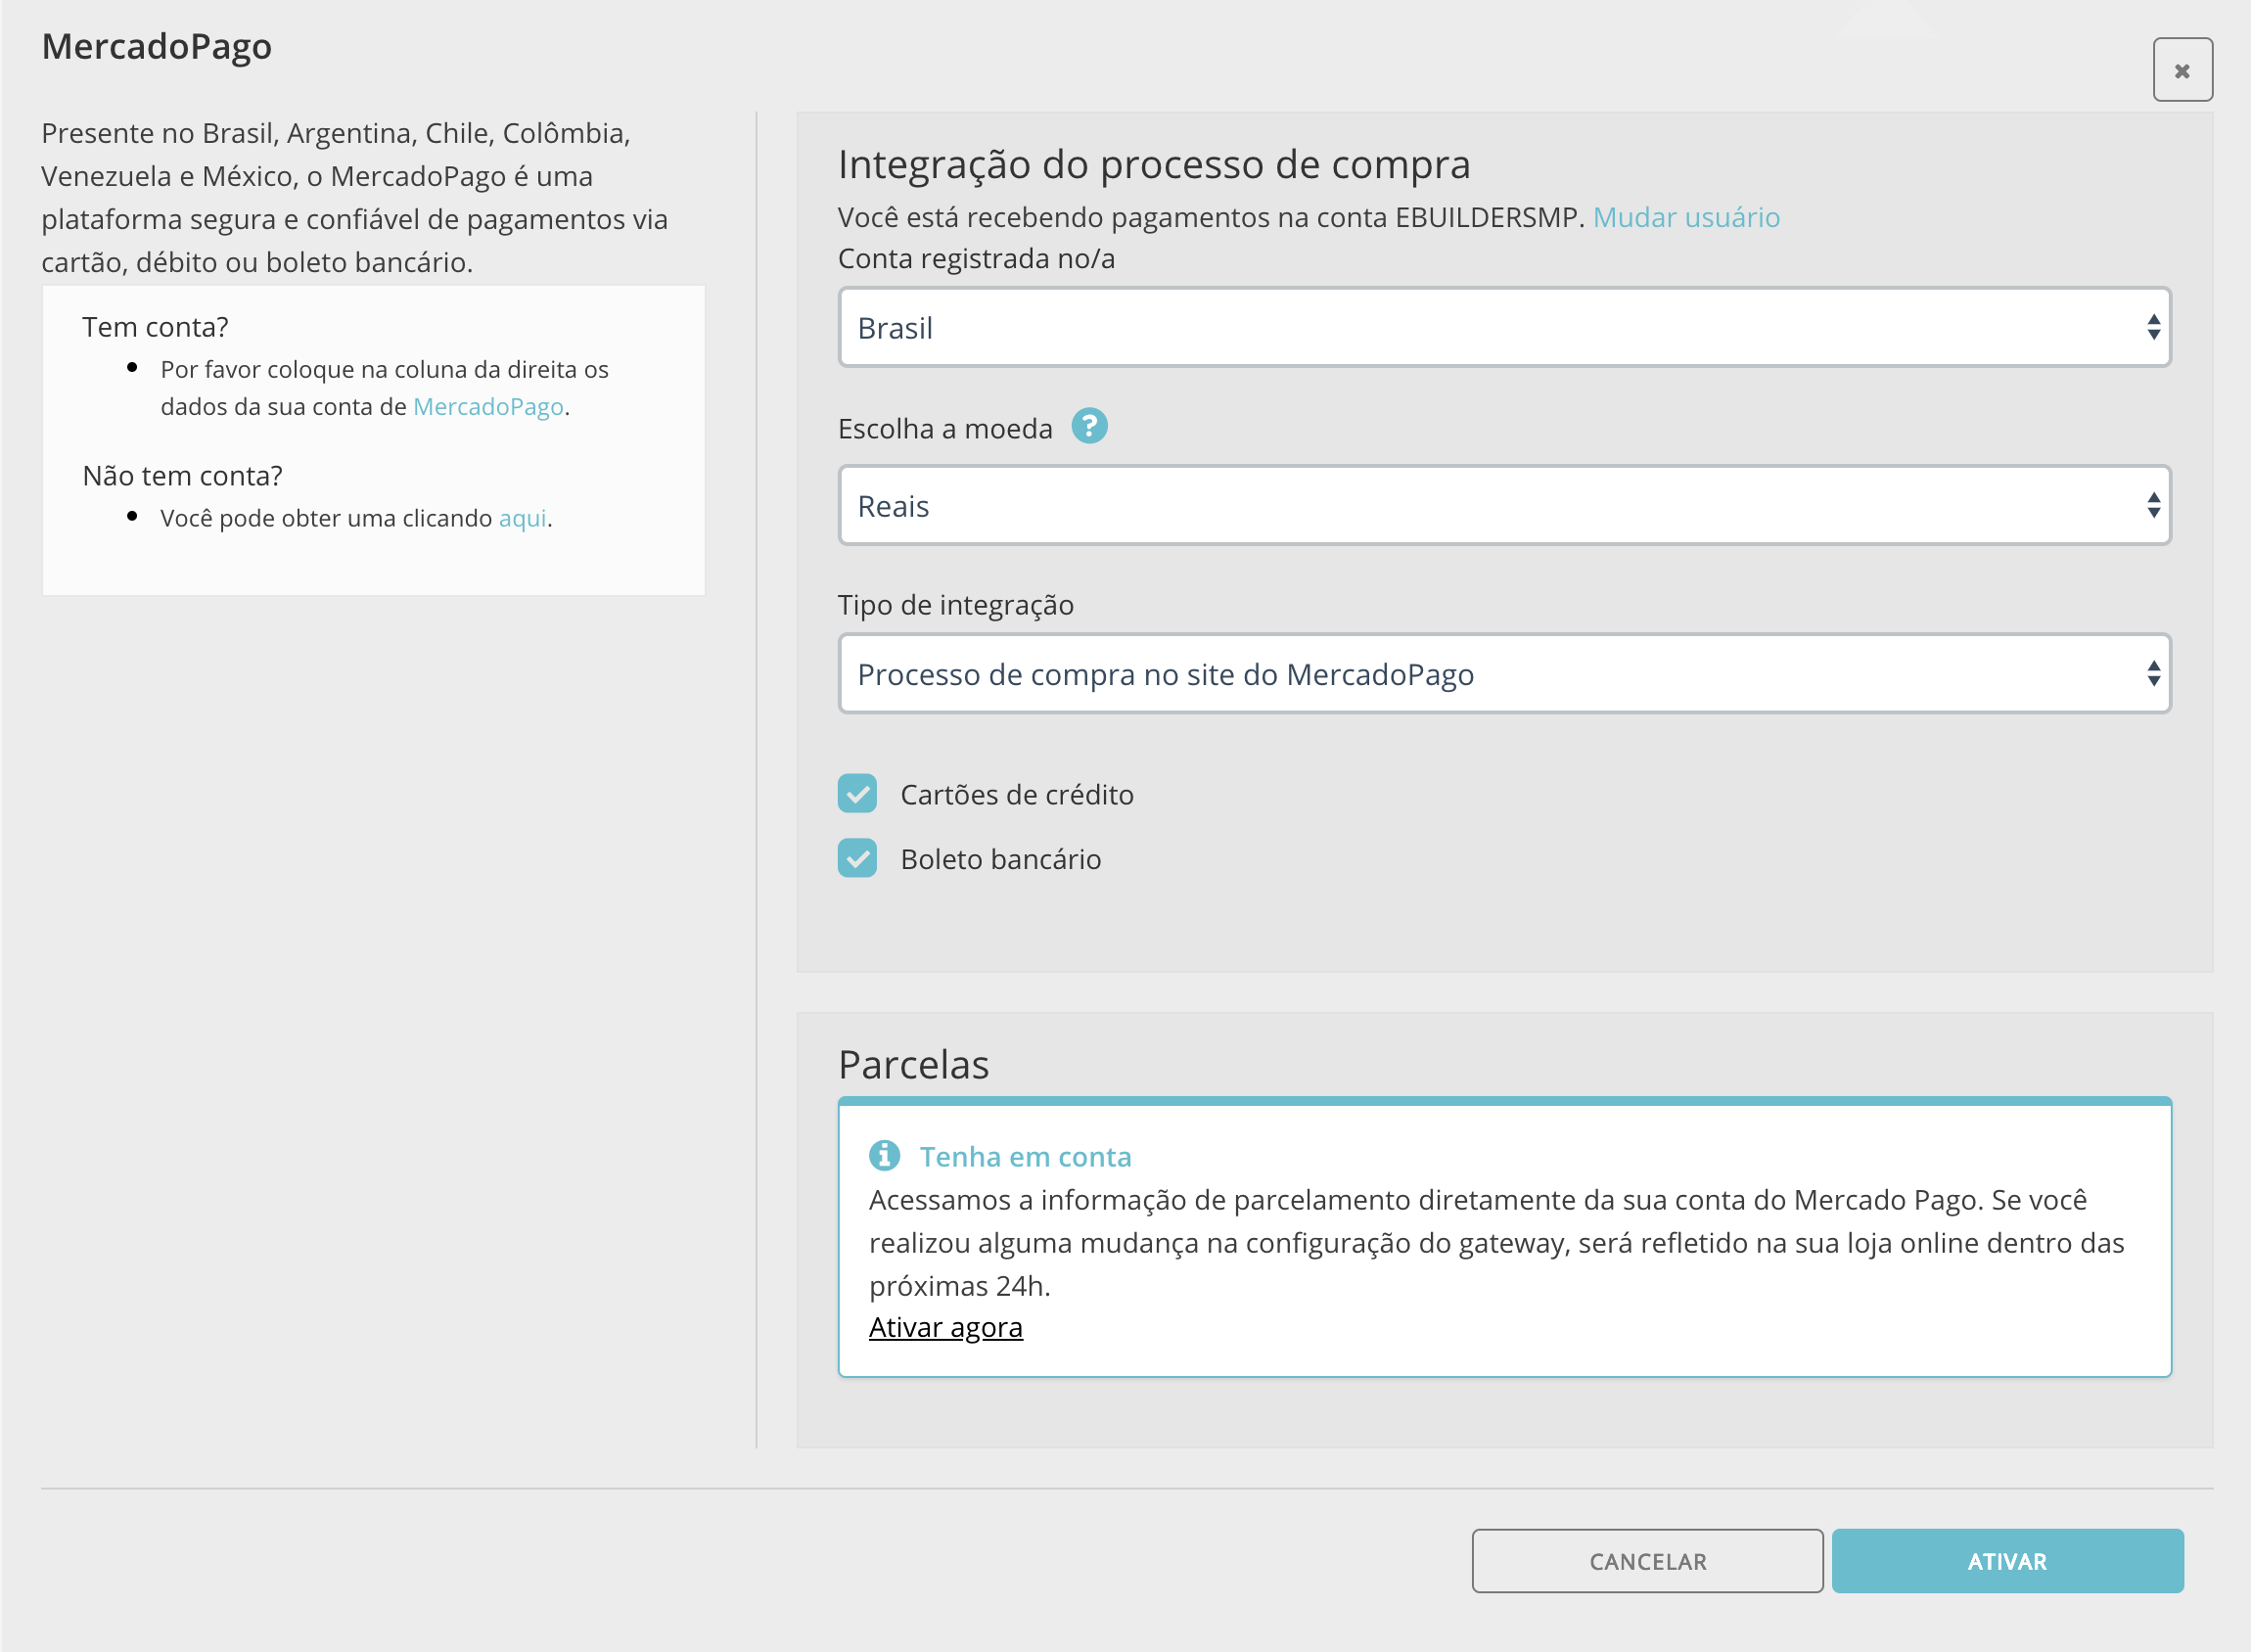 MercadoPago
Presente no Brasil, Argentina, Chile, Colômbia,
Venezuela e México, o MercadoPago é uma
plataforma segura e confiável de pagamentos via
cartão, débito ou boleto bancário.
Tem conta?
Por favor coloque na coluna da direita os
dados da sua conta de MercadoPago.
Não tem conta?
Você pode obter uma clicando aqui.
Integração do processo de compra
Você está recebendo pagamentos na conta EBUILDERSMP. Mudar usuário
Conta registrada no/a
Brasil
Escolha a moeda ?
Reais
Tipo de integração
Processo de compra no site do MercadoPago
Cartões de crédito
Boleto bancário
Parcelas
Tenha em conta
Acessamos a informação de parcelamento diretamente da sua conta do Mercado Pago. Se você
realizou alguma mudança na configuração do gateway, será refletido na sua loja online dentro das
próximas 24h.
Ativar agora
CANCELAR
ATIVAR